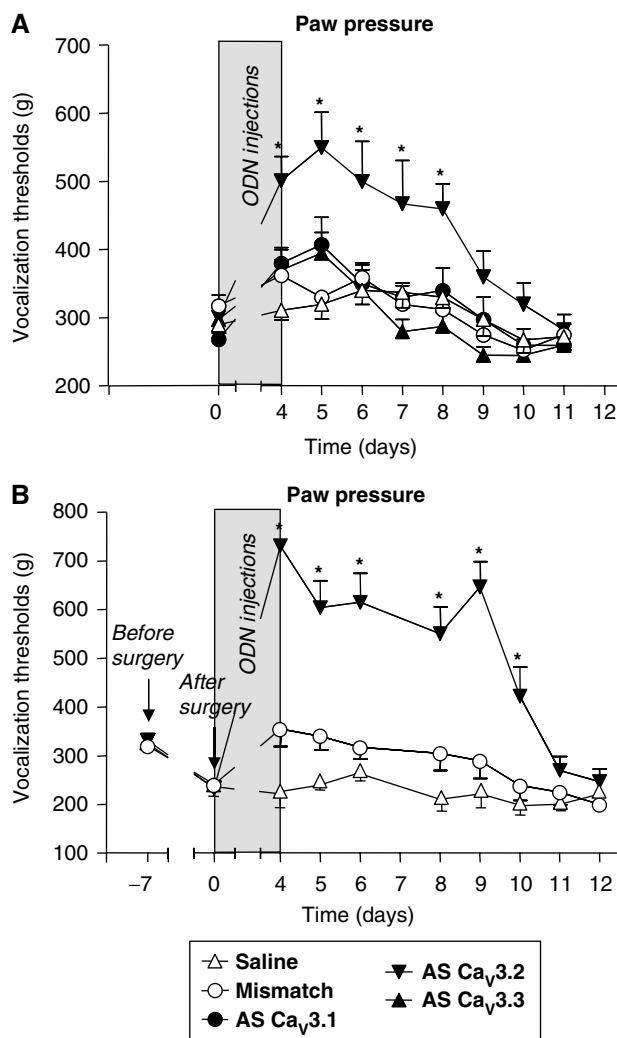 A
Paw pressure
Vocalization thresholds (g)
700
600
500
400
300
200
ODN injections
* * * * *
0 4 5 6 7 8 9 10 11 12
Time (days)
B
Paw pressure
Vocalization thresholds (g)
800
700
600
500
400
300
200
100
Before
surgery
After
surgery
ODN injections
* * * * * *
–7 0 4 5 6 7 8 9 10 11 12
Time (days)
Saline
Mismatch
AS CaV3.1
AS CaV3.2
AS CaV3.3